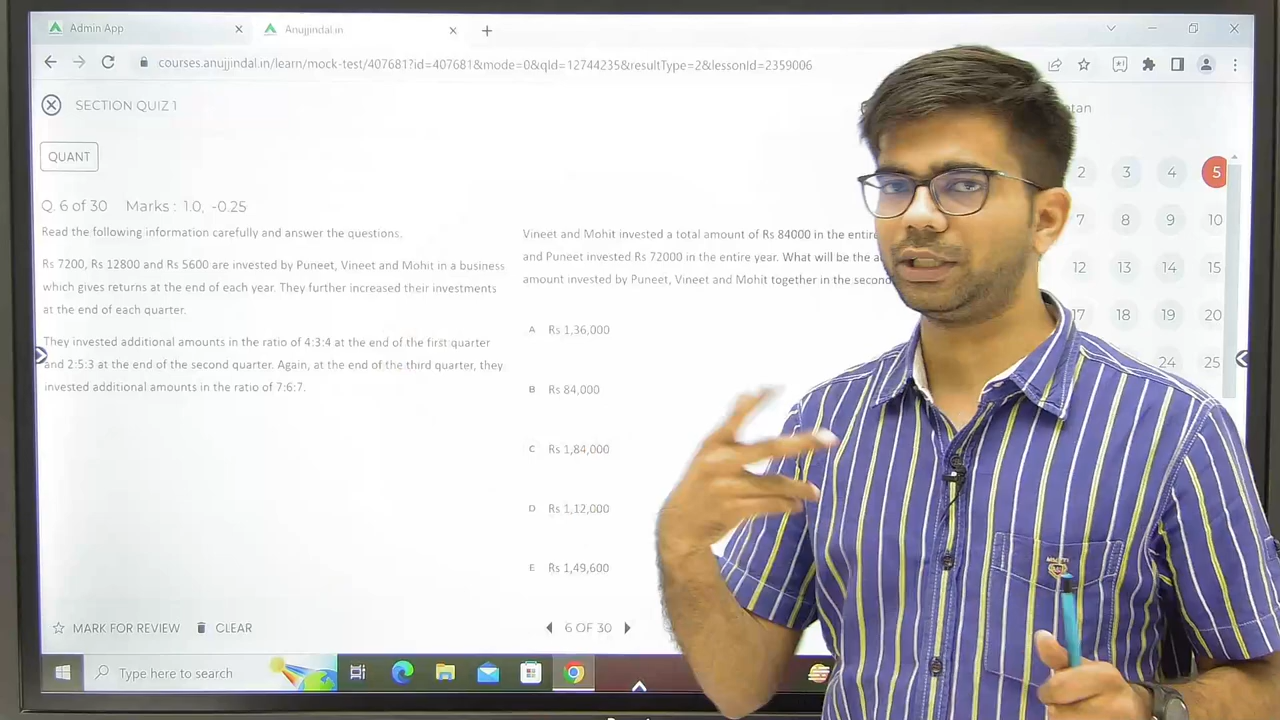 Admin App
Anujjindal.in
courses.anujjindal.in/learn/mock-test/407681?id=407681&mode=0&qId=12744235&resultType=2&lessonId=2359006
SECTION QUIZ 1
QUANT
Q. 6 of 30 Marks : 1.0, -0.25
Read the following information carefully and answer the questions.
Rs 7200, Rs 12800 and Rs 5600 are invested by Puneet, Vineet and Mohit in a business
which gives returns at the end of each year. They further increased their investments
at the end of each quarter.
They invested additional amounts in the ratio of 4:3:4 at the end of the first quarter
and 2:5:3 at the end of the second quarter. Again, at the end of the third quarter, they
invested additional amounts in the ratio of 7:6:7.
Vineet and Mohit invested a total amount of Rs 84000 in the entire
and Puneet invested Rs 72000 in the entire year. What will be the
amount invested by Puneet, Vineet and Mohit together in the second
A Rs 1,36,000
B Rs 84,000
C Rs 1,84,000
D Rs 1,12,000
E Rs 1,49,600
2 3 4 5
7 8 9 10
12 13 14 15
17 18 19 20
24 25
MARK FOR REVIEW CLEAR
6 OF 30
Type here to search